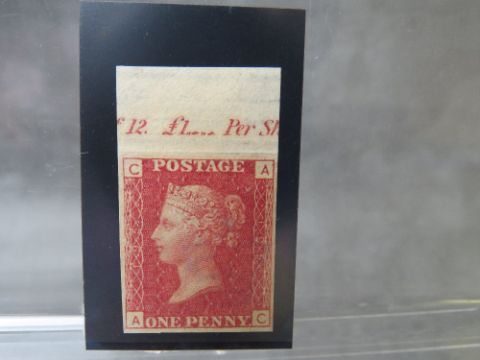 12. £1.... Per Sh
C POSTAGE A
A ONE PENNY. C